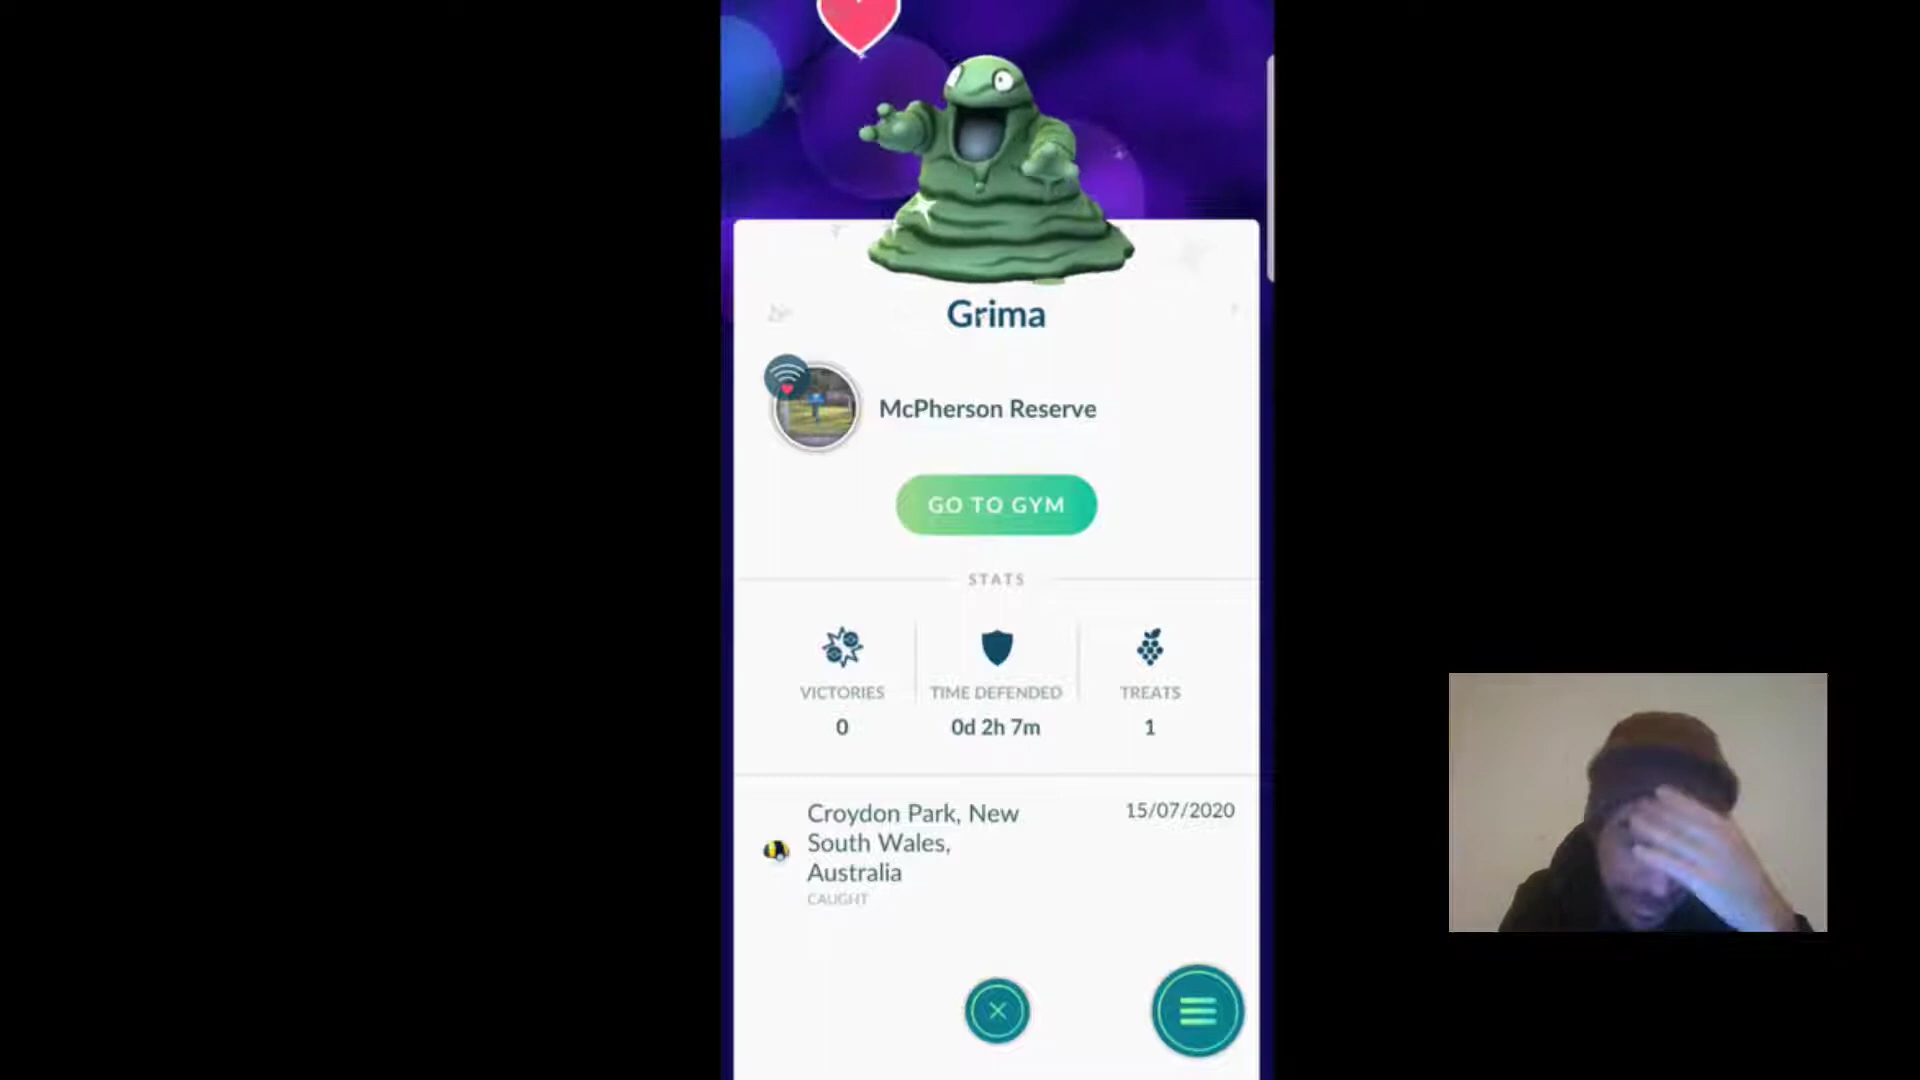 Grima
McPherson Reserve
GO TO GYM
STATS
VICTORIES
TIME DEFENDED
TREATS
0
0d 2h 7m
1
Croydon Park, New
South Wales,
Australia
CAUGHT
15/07/2020